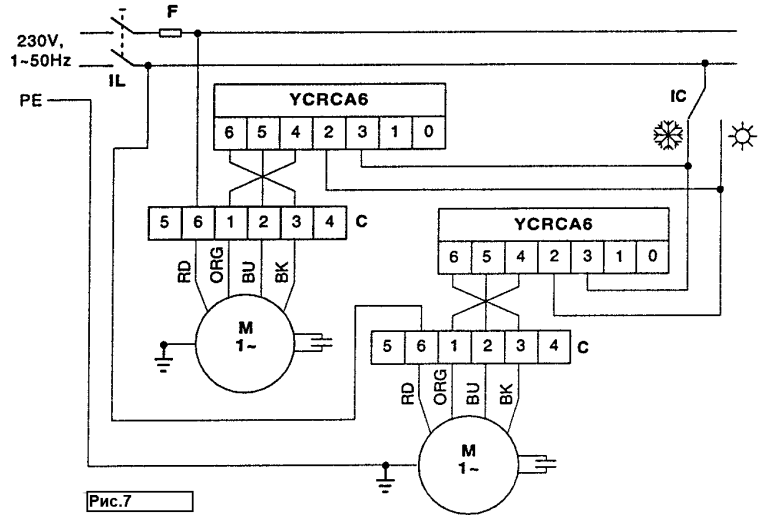 F
230V,
1~50Hz
IL
PE
YCRCA6
6 5 4 2 3 1 0
IC
5 6 1 2 3 4 C
RD ORG BU BK
M
1~
YCRCA6
6 5 4 2 3 1 0
5 6 1 2 3 4 C
RD ORG BU BK
M
1~
Рис.7